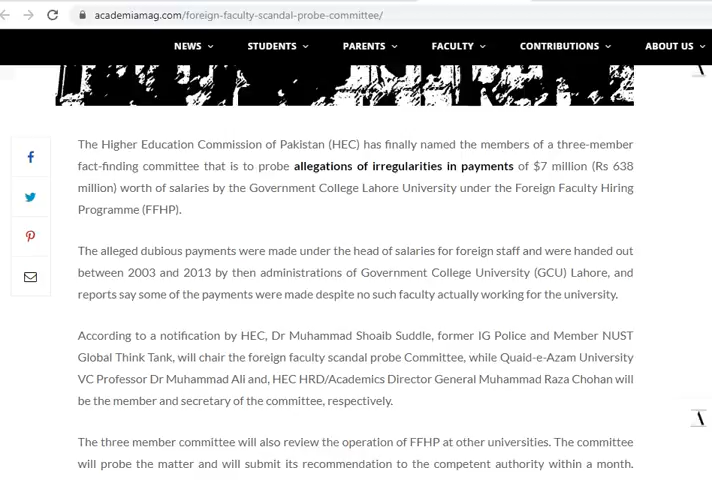 academiamag.com/foreign-faculty-scandal-probe-committee/
NEWS STUDENTS PARENTS FACULTY CONTRIBUTIONS ABOUT US
The Higher Education Commission of Pakistan (HEC) has finally named the members of a three-member
fact-finding committee that is to probe allegations of irregularities in payments of $7 million (Rs 638
million) worth of salaries by the Government College Lahore University under the Foreign Faculty Hiring
Programme (FFHP).
The alleged dubious payments were made under the head of salaries for foreign staff and were handed out
between 2003 and 2013 by then administrations of Government College University (GCU) Lahore, and
reports say some of the payments were made despite no such faculty actually working for the university.
According to a notification by HEC, Dr Muhammad Shoaib Suddle, former IG Police and Member NUST
Global Think Tank, will chair the foreign faculty scandal probe Committee, while Quaid-e-Azam University
VC Professor Dr Muhammad Ali and, HEC HRD/Academics Director General Muhammad Raza Chohan will
be the member and secretary of the committee, respectively.
The three member committee will also review the operation of FFHP at other universities. The committee
will probe the matter and will submit its recommendation to the competent authority within a month.